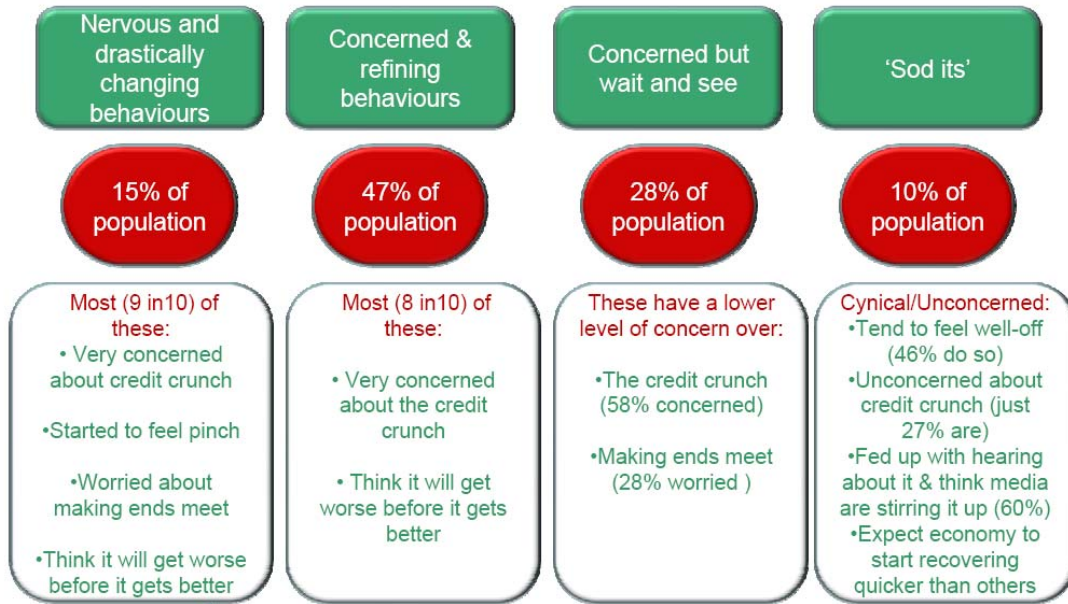 Nervous and
drastically
changing
behaviours
Concerned &
refining
behaviours
Concerned but
wait and see
‘Sod its’
15% of
population
47% of
population
28% of
population
10% of
population
Most (9 in10) of
these:
• Very concerned
about credit crunch
•Started to feel pinch
•Worried about
making ends meet
•Think it will get worse
before it gets better
Most (8 in10) of
these:
• Very concerned
about the credit
crunch
• Think it will get
worse before it gets
better
These have a lower
level of concern over:
•The credit crunch
(58% concerned)
•Making ends meet
(28% worried )
Cynical/Unconcerned:
•Tend to feel well-off
(46% do so)
•Unconcerned about
credit crunch (just
27% are)
•Fed up with hearing
about it & think media
are stirring it up (60%)
•Expect economy to
start recovering
quicker than others